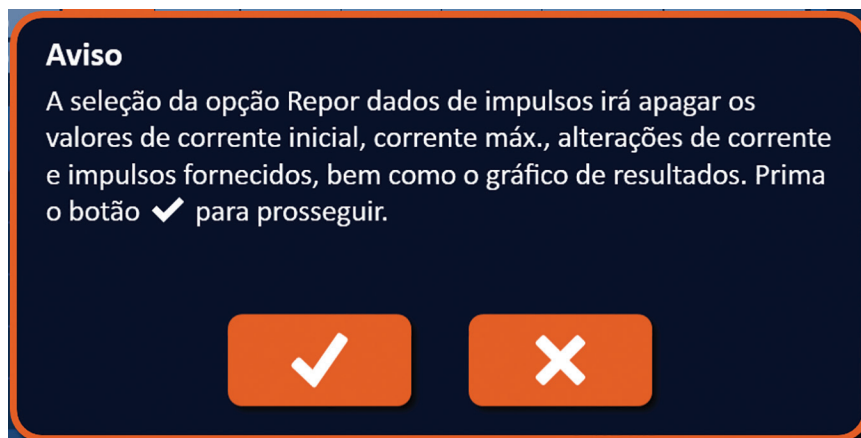 Aviso
A seleção da opção Repor dados de impulsos irá apagar os
valores de corrente inicial, corrente máx., alterações de corrente
e impulsos fornecidos, bem como o gráfico de resultados. Prima
o botão ✔ para prosseguir.